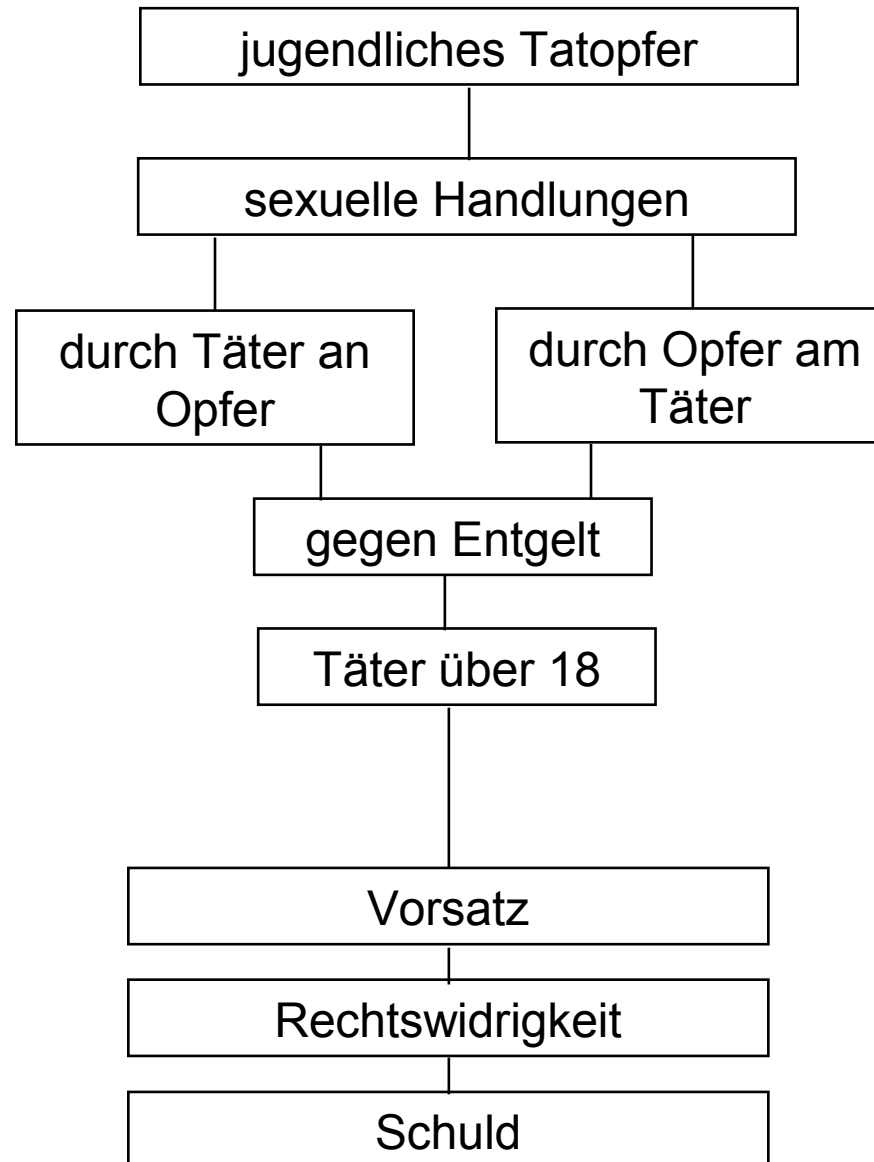 jugendliches Tatopfer
sexuelle Handlungen
durch Täter an
Opfer
durch Opfer am
Täter
gegen Entgelt
Täter über 18
Vorsatz
Rechtswidrigkeit
Schuld